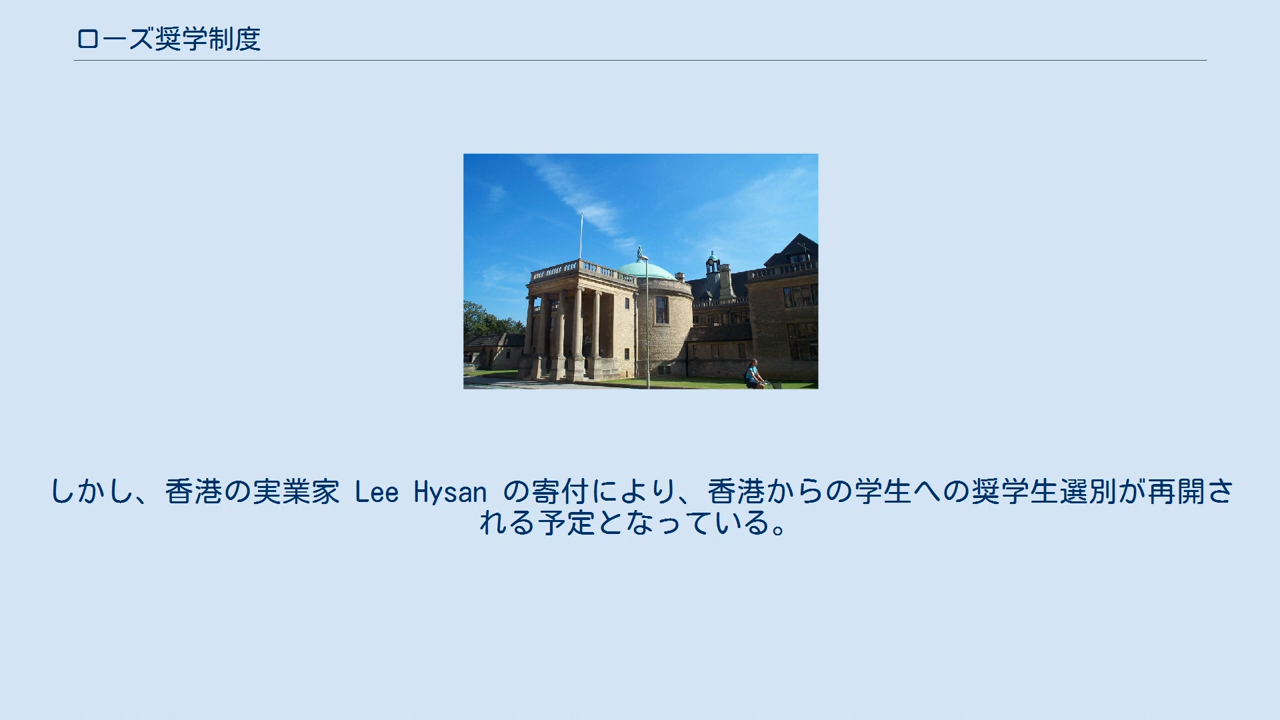 ローズ奨学制度
しかし、香港の実業家 Lee Hysan の寄付により、香港からの学生への奨学生選別が再開さ
れる予定となっている。